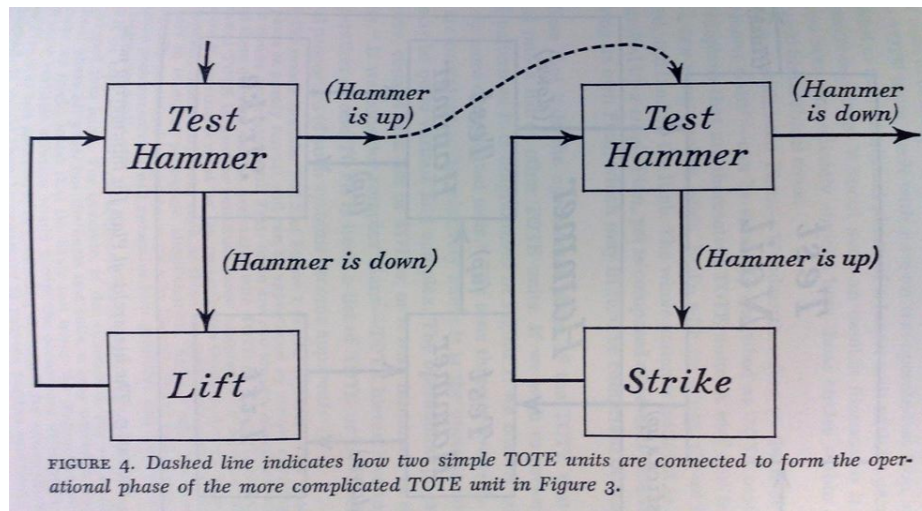 Test
Hammer
(Hammer
is up)
(Hammer is down)
Lift
Test
Hammer
(Hammer
is down)
(Hammer is up)
Strike
FIGURE 4. Dashed line indicates how two simple TOTE units are connected to form the oper-
ational phase of the more complicated TOTE unit in Figure 3.